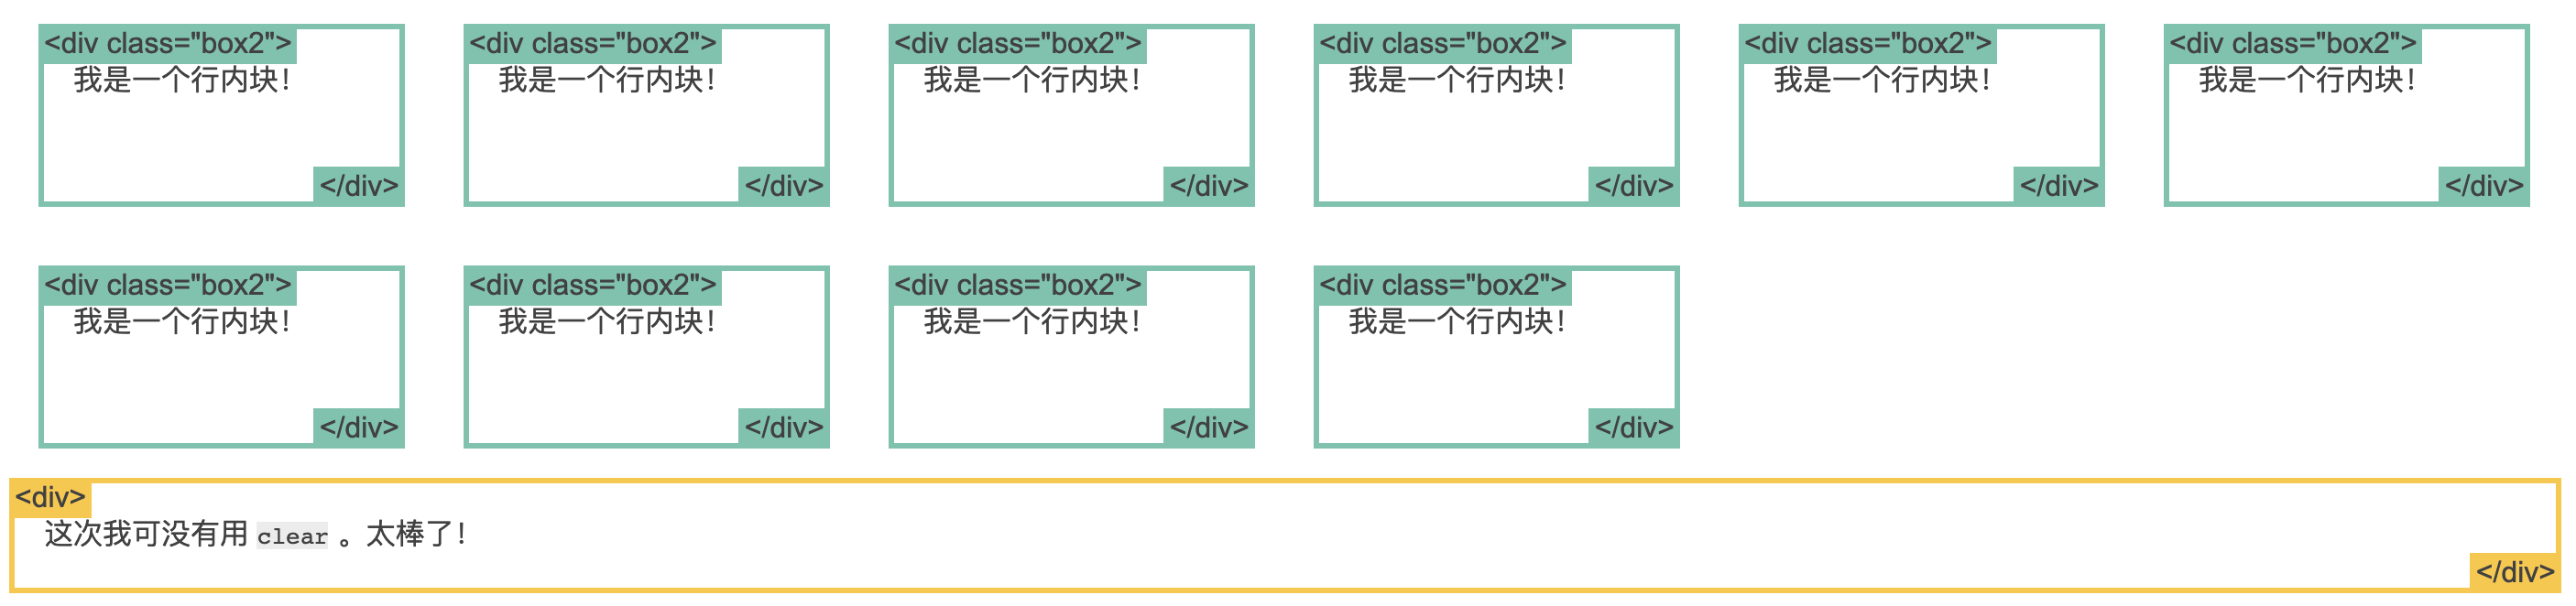 <div class="box2"> <div class="box2"> <div class="box2"> <div class="box2"> <div class="box2"> <div class="box2">
我是一个行内块！ 我是一个行内块！ 我是一个行内块！ 我是一个行内块！ 我是一个行内块！ 我是一个行内块！
</div> </div> </div> </div> </div> </div>
<div class="box2"> <div class="box2"> <div class="box2"> <div class="box2">
我是一个行内块！ 我是一个行内块！ 我是一个行内块！ 我是一个行内块！
</div> </div> </div> </div>
<div>
这次我可没有用 clear 。太棒了！
</div>